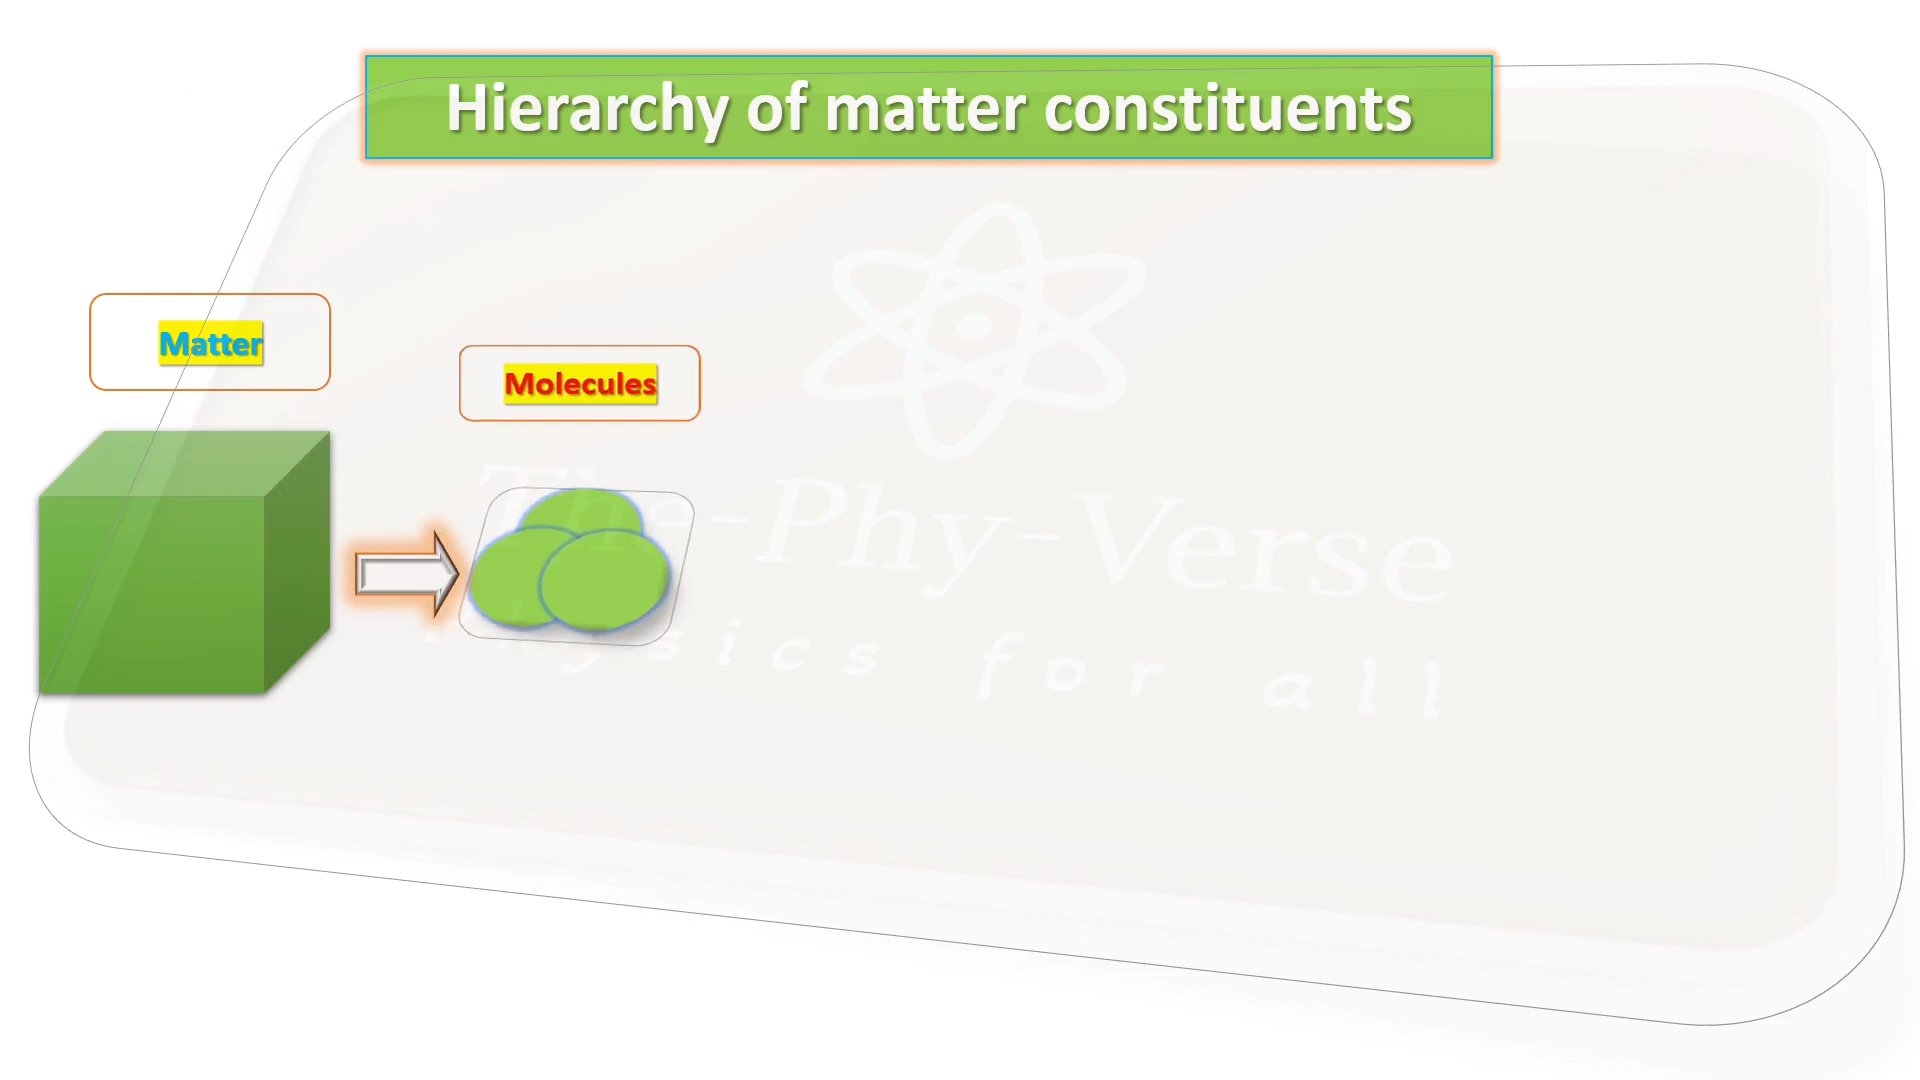 Hierarchy of matter constituents
Matter
Molecules
The-Phy-Verse
Physics for all